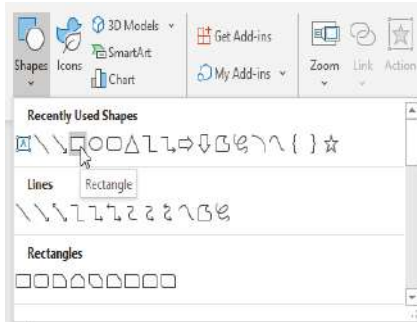 3D Models
SmartArt
Chart
Shapes
Icons
Get Add-ins
My Add-ins
Zoom
Link
Action
Recently Used Shapes
A
Rectangle
Lines
Rectangles